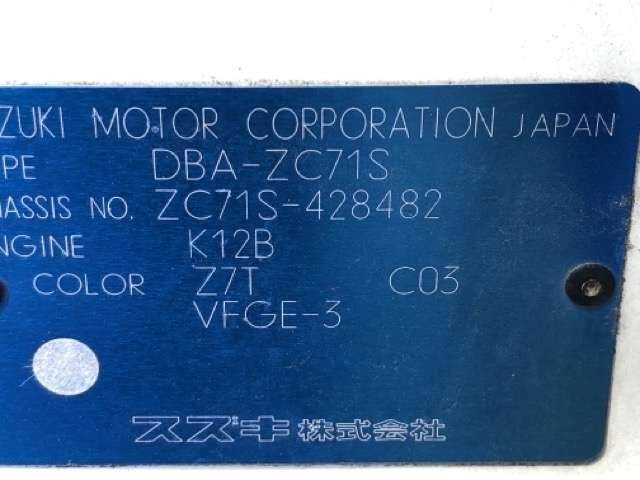 ZUKI MOTOR CORPORATION JAPAN
PE DBA-ZC71S
ASSIS NO. ZC71S-428482
NGINE K12B
COLOR Z7T C03
VFGE-3
スズキ株式会社